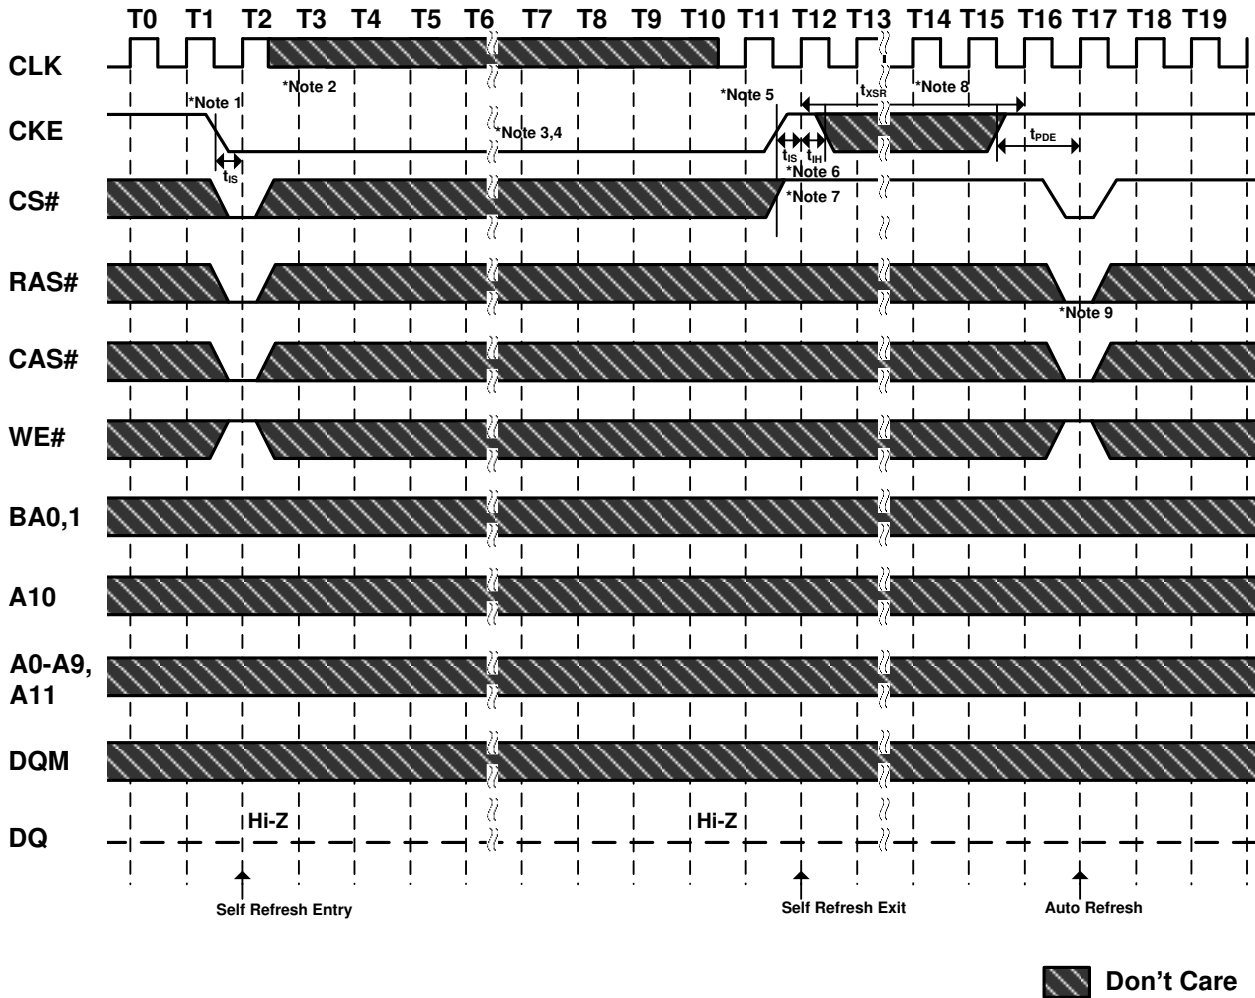 T0 T1 T2 T3 T4 T5 T6 T7 T8 T9 T10 T11 T12 T13 T14 T15 T16 T17 T18 T19
CLK
*Note 2 *Note 5 tXSR *Note 8
*Note 1
CKE *Note 3,4 tPDE
tIS tIS tIH
*Note 6
CS# *Note 7
RAS#
*Note 9
CAS#
WE#
BA0,1
A10
A0-A9,
A11
DQM
Hi-Z Hi-Z
DQ
Self Refresh Entry Self Refresh Exit Auto Refresh
Don't Care